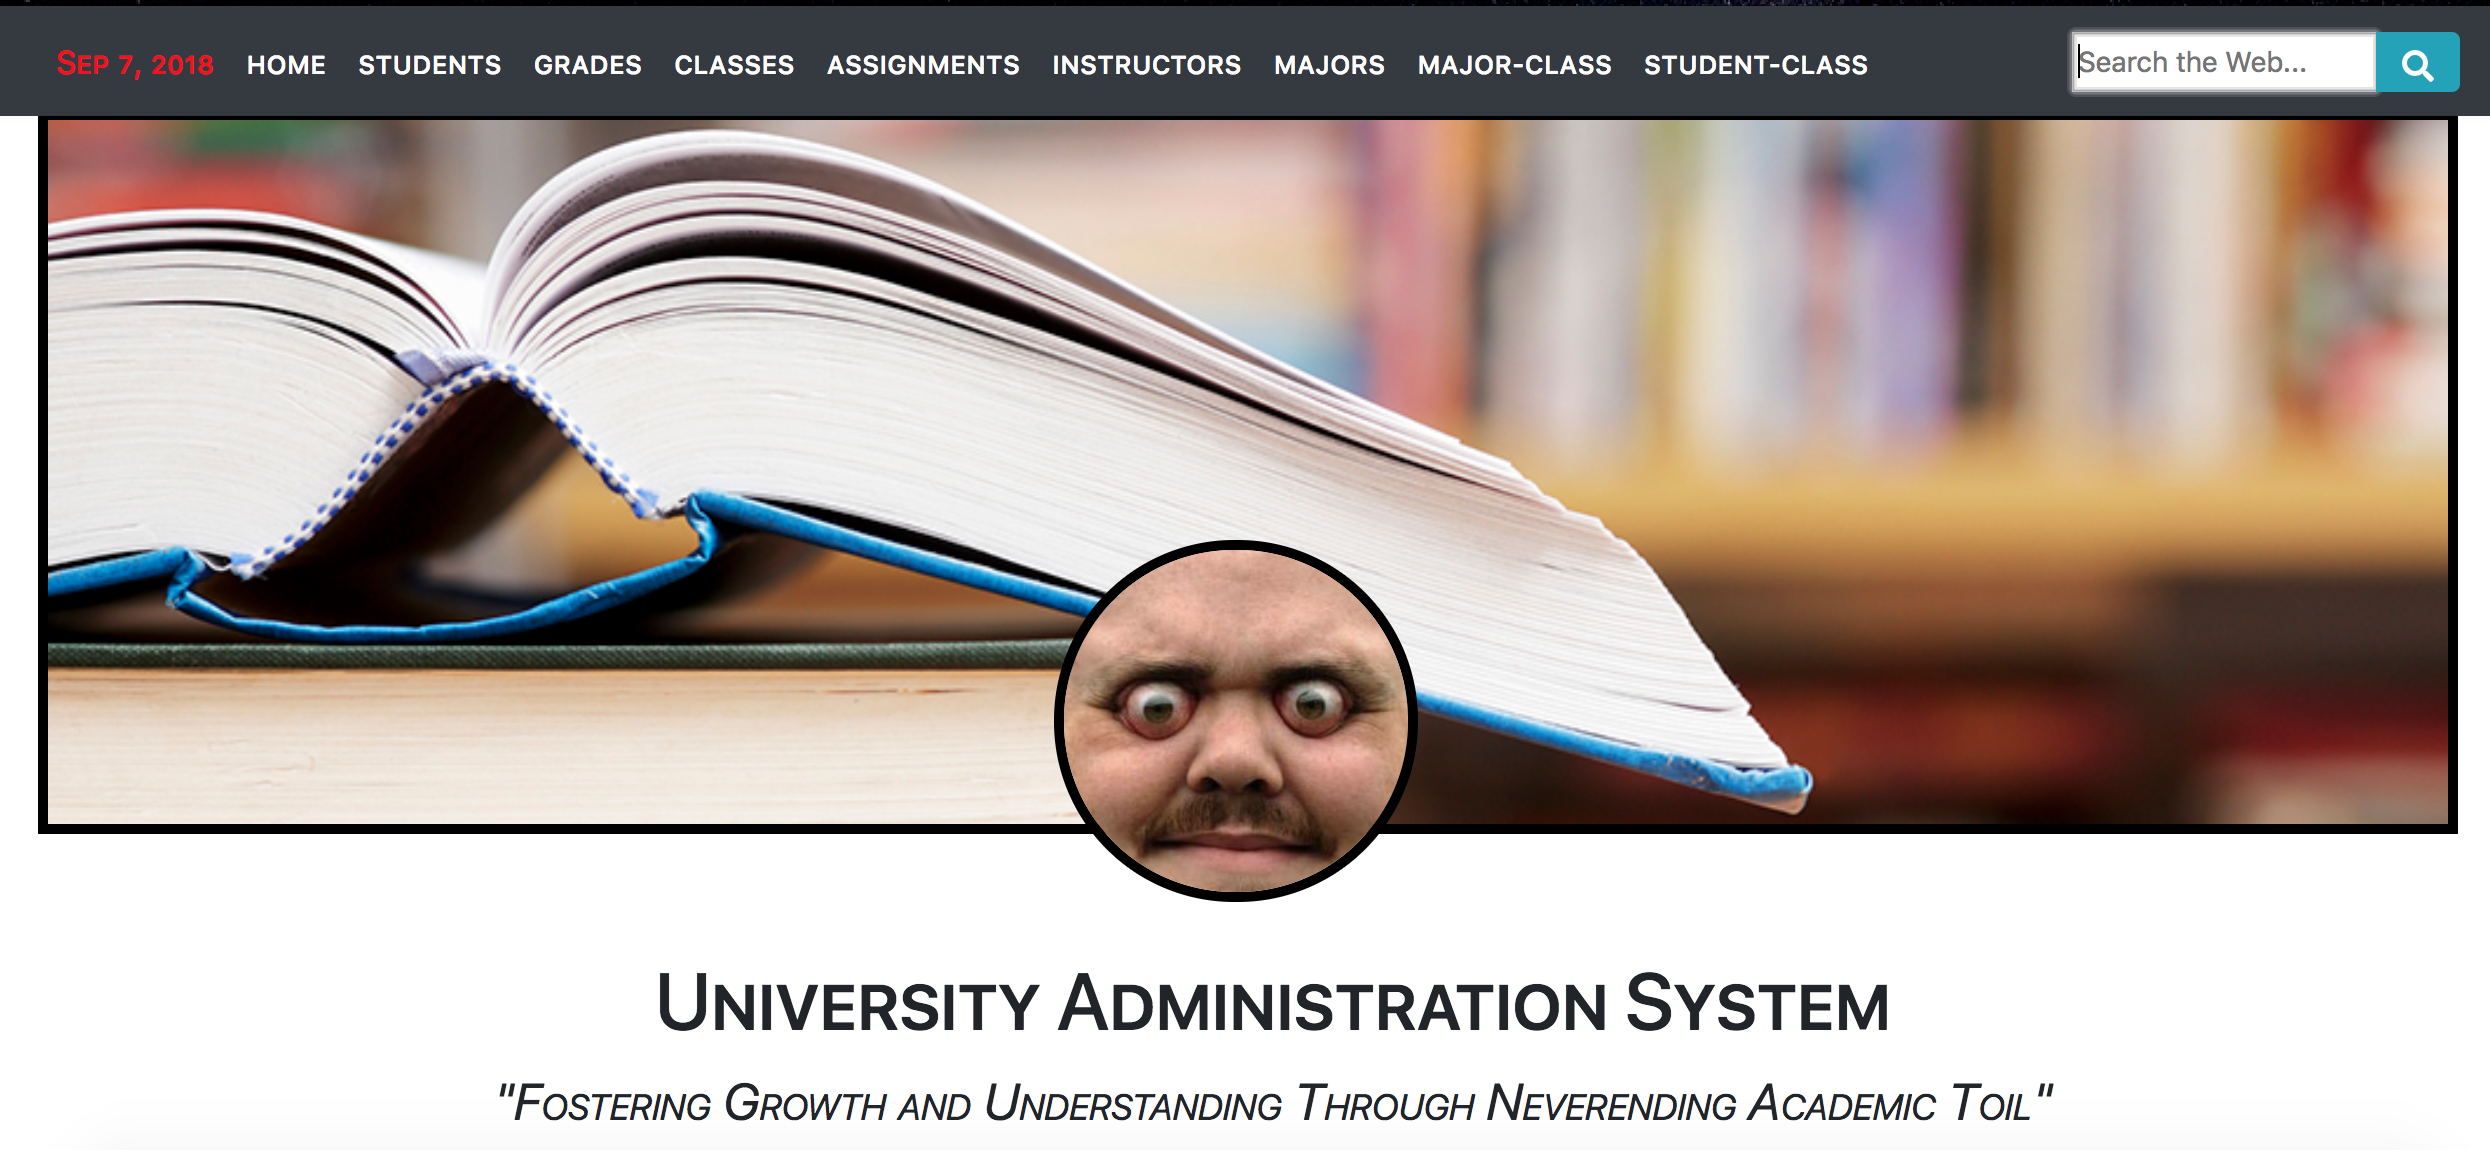 Sep 7, 2018 HOME STUDENTS GRADES CLASSES ASSIGNMENTS INSTRUCTORS MAJORS MAJOR-CLASS STUDENT-CLASS Search the Web...
University Administration System
"Fostering Growth and Understanding Through Neverending Academic Toil"